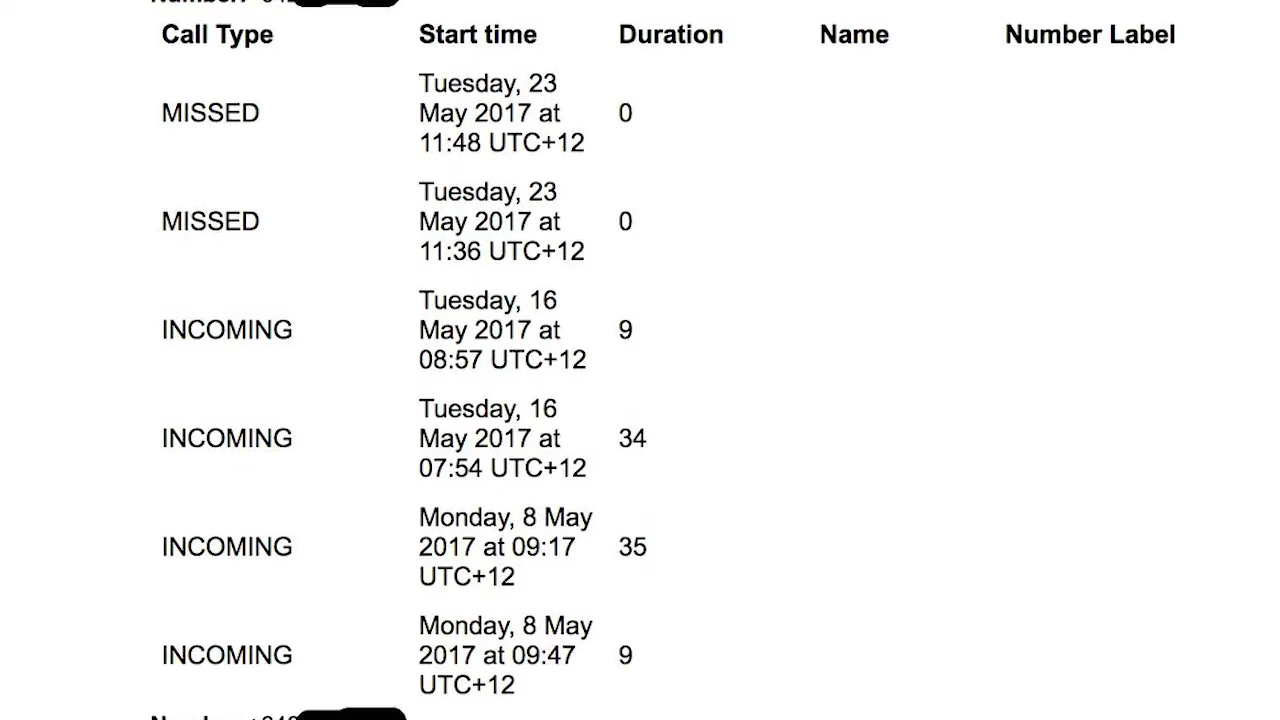 Call Type Start time Duration Name Number Label
MISSED
Tuesday, 23
May 2017 at
11:48 UTC+12
0
MISSED
Tuesday, 23
May 2017 at
11:36 UTC+12
0
INCOMING
Tuesday, 16
May 2017 at
08:57 UTC+12
9
INCOMING
Tuesday, 16
May 2017 at
07:54 UTC+12
34
INCOMING
Monday, 8 May
2017 at 09:17
UTC+12
35
INCOMING
Monday, 8 May
2017 at 09:47
UTC+12
9